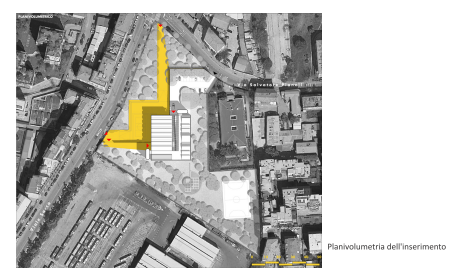 PLANIVOLUMETRICO
Via Salvatore Pianell
Planivolumetria dell'inserimento